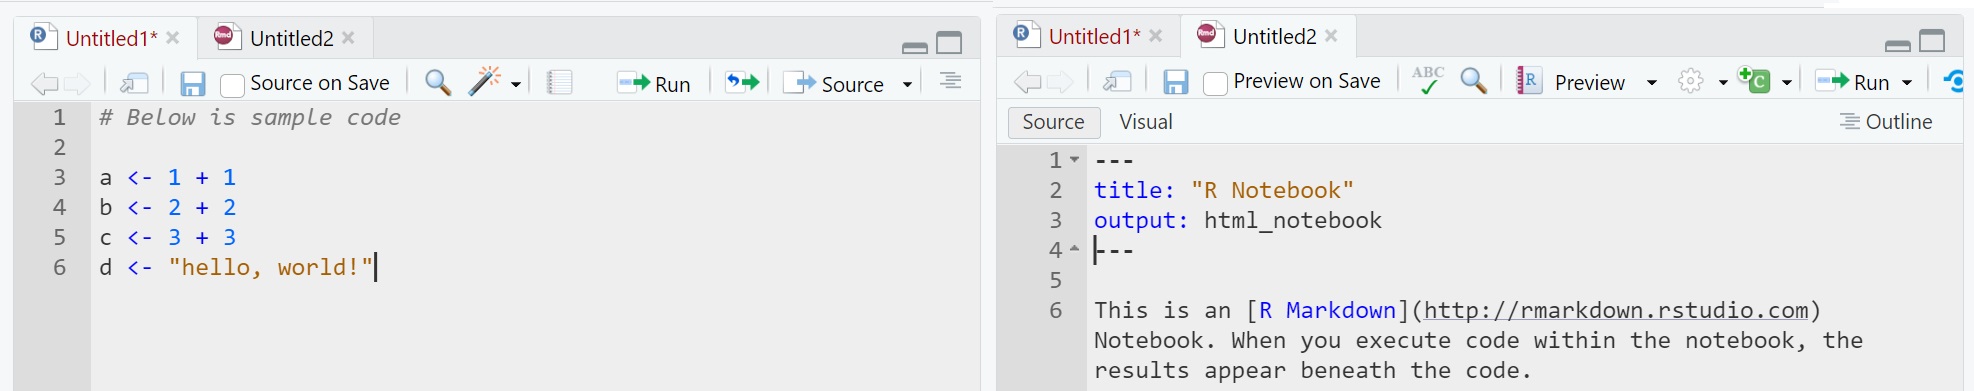 Untitled1* × Untitled2 ×
Source on Save Run Source
1 # Below is sample code
2
3 a <- 1 + 1
4 b <- 2 + 2
5 c <- 3 + 3
6 d <- "hello, world!"
Untitled1* × Untitled2 ×
Preview on Save ABC Preview Run
Source Visual Outline
1 ---
2 title: "R Notebook"
3 output: html_notebook
4 ---
5
6 This is an [R Markdown](http://rmarkdown.rstudio.com)
Notebook. When you execute code within the notebook, the
results appear beneath the code.